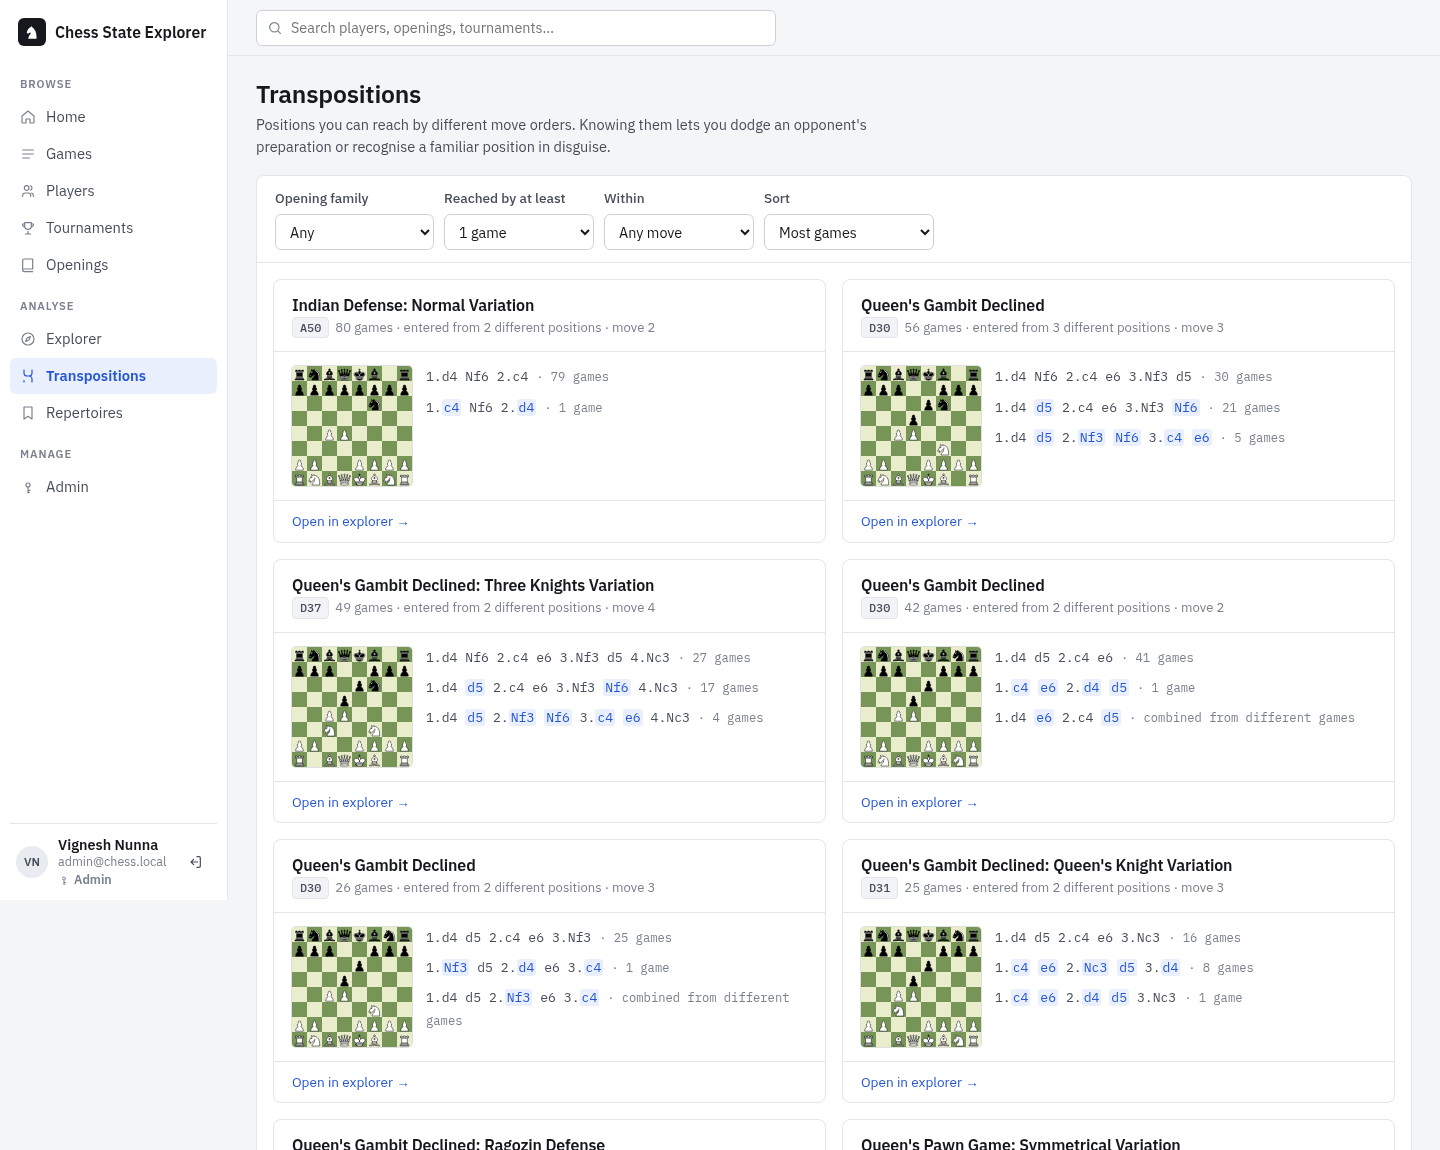 Chess State Explorer
Search players, openings, tournaments...
BROWSE
Home
Games
Players
Tournaments
Openings
ANALYSE
Explorer
Transpositions
Repertoires
MANAGE
Admin
VN
Vignesh Nunna
admin@chess.local
Admin
Transpositions
Positions you can reach by different move orders. Knowing them lets you dodge an opponent's
preparation or recognise a familiar position in disguise.
Opening family
Any
Reached by at least
1 game
Within
Any move
Sort
Most games
Indian Defense: Normal Variation
A50 80 games · entered from 2 different positions · move 2
1.d4 Nf6 2.c4 · 79 games
1.c4 Nf6 2.d4 · 1 game
Open in explorer →
Queen's Gambit Declined
D30 56 games · entered from 3 different positions · move 3
1.d4 Nf6 2.c4 e6 3.Nf3 d5 · 30 games
1.d4 d5 2.c4 e6 3.Nf3 Nf6 · 21 games
1.d4 d5 2.Nf3 Nf6 3.c4 e6 · 5 games
Open in explorer →
Queen's Gambit Declined: Three Knights Variation
D37 49 games · entered from 2 different positions · move 4
1.d4 Nf6 2.c4 e6 3.Nf3 d5 4.Nc3 · 27 games
1.d4 d5 2.c4 e6 3.Nf3 Nf6 4.Nc3 · 17 games
1.d4 d5 2.Nf3 Nf6 3.c4 e6 4.Nc3 · 4 games
Open in explorer →
Queen's Gambit Declined
D30 42 games · entered from 2 different positions · move 2
1.d4 d5 2.c4 e6 · 41 games
1.c4 e6 2.d4 d5 · 1 game
1.d4 e6 2.c4 d5 · combined from different games
Open in explorer →
Queen's Gambit Declined
D30 26 games · entered from 2 different positions · move 3
1.d4 d5 2.c4 e6 3.Nf3 · 25 games
1.Nf3 d5 2.d4 e6 3.c4 · 1 game
1.d4 d5 2.Nf3 e6 3.c4 · combined from different
games
Open in explorer →
Queen's Gambit Declined: Queen's Knight Variation
D31 25 games · entered from 2 different positions · move 3
1.d4 d5 2.c4 e6 3.Nc3 · 16 games
1.c4 e6 2.Nc3 d5 3.d4 · 8 games
1.c4 e6 2.d4 d5 3.Nc3 · 1 game
Open in explorer →
Queen's Gambit Declined: Ragozin Defense
Queen's Pawn Game: Symmetrical Variation